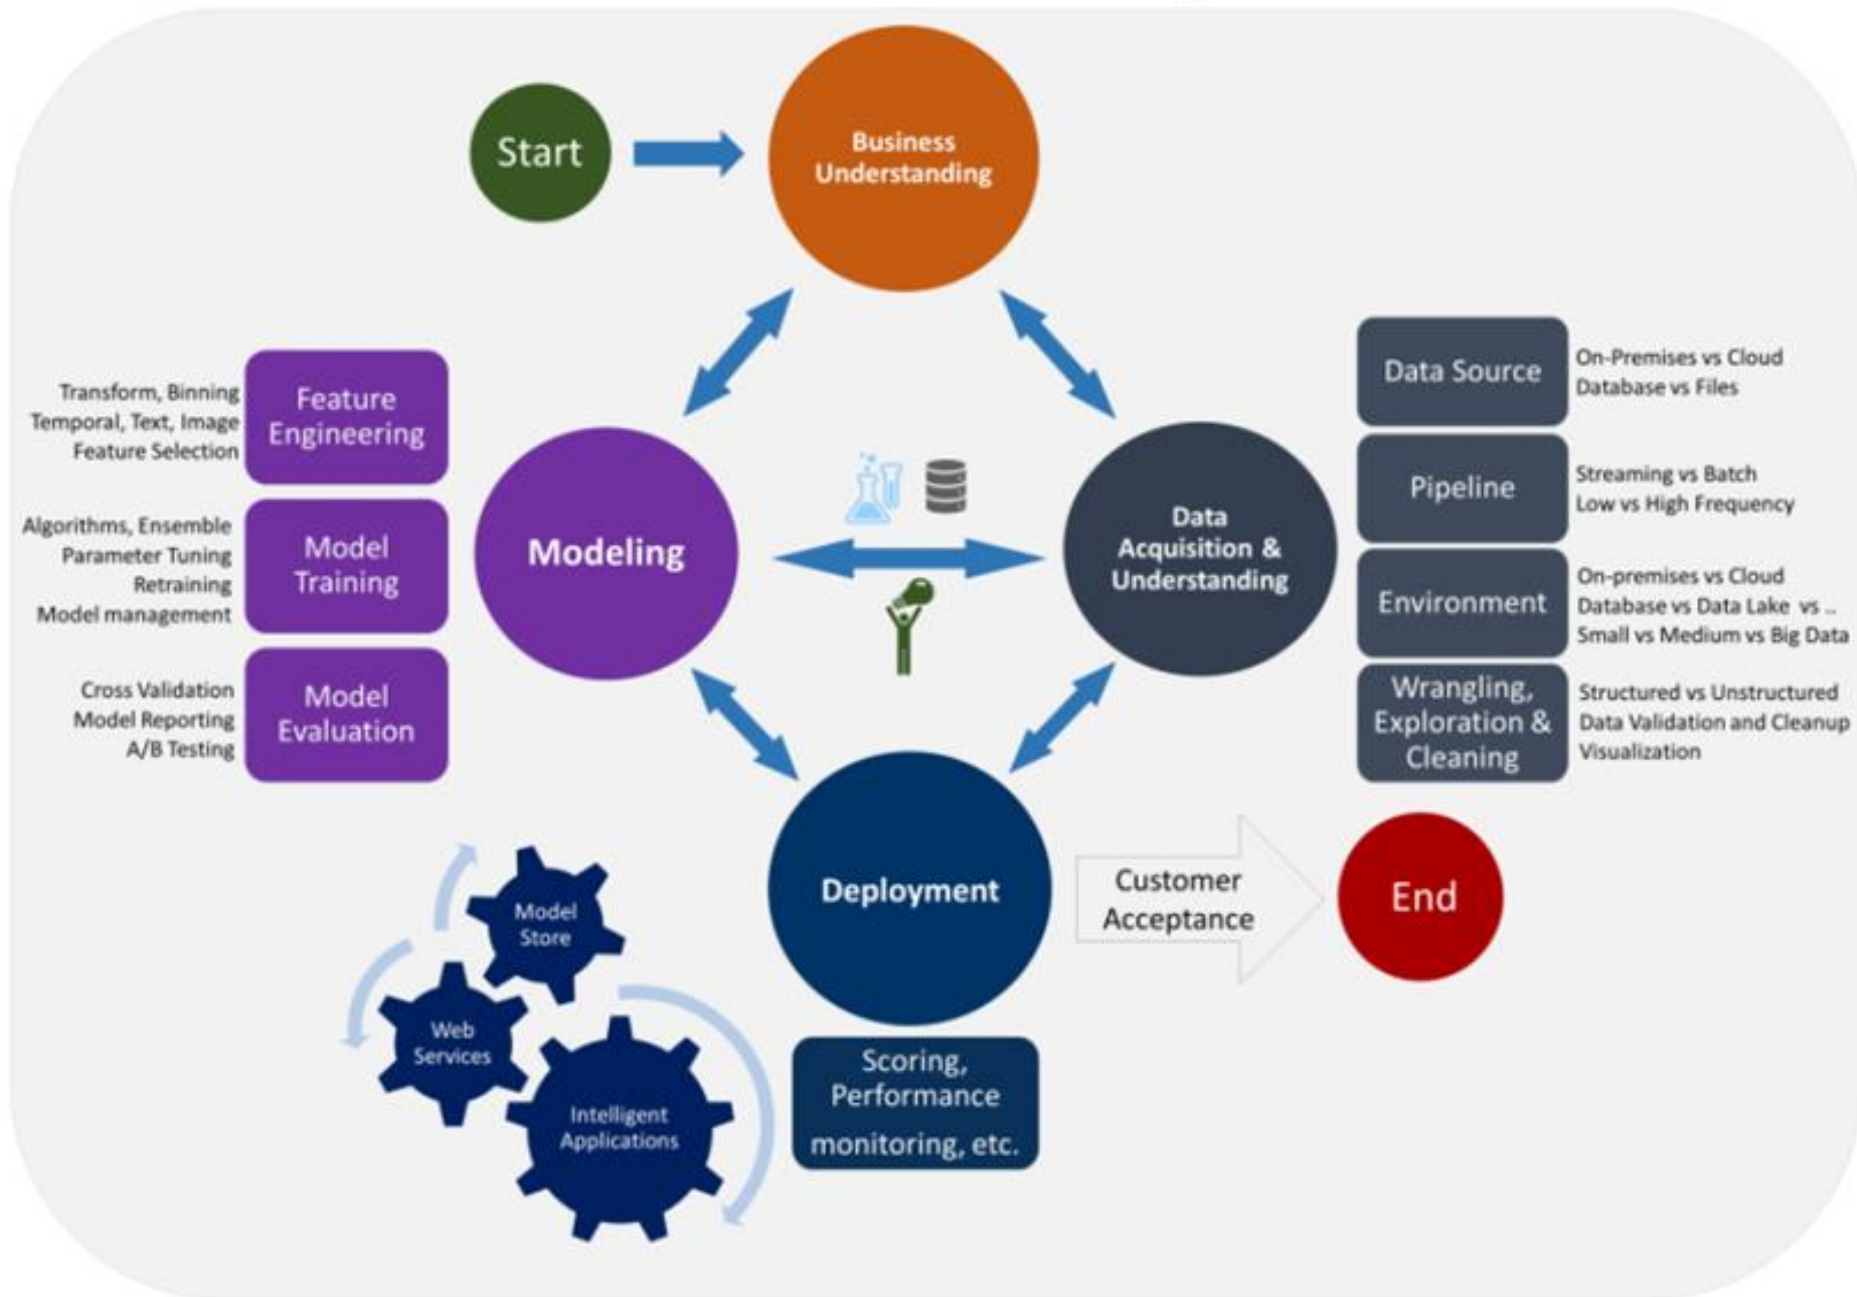 Start
Business
Understanding
Transform, Binning
Temporal, Text, Image
Feature Selection
Feature
Engineering
Algorithms, Ensemble
Parameter Tuning
Retraining
Model management
Model
Training
Cross Validation
Model Reporting
A/B Testing
Model
Evaluation
Modeling
Data
Acquisition &
Understanding
Data Source
On-Premises vs Cloud
Database vs Files
Pipeline
Streaming vs Batch
Low vs High Frequency
Environment
On-premises vs Cloud
Database vs Data Lake vs ..
Small vs Medium vs Big Data
Wrangling,
Exploration &
Cleaning
Structured vs Unstructured
Data Validation and Cleanup
Visualization
Deployment
Customer
Acceptance
End
Model
Store
Web
Services
Intelligent
Applications
Scoring,
Performance
monitoring, etc.